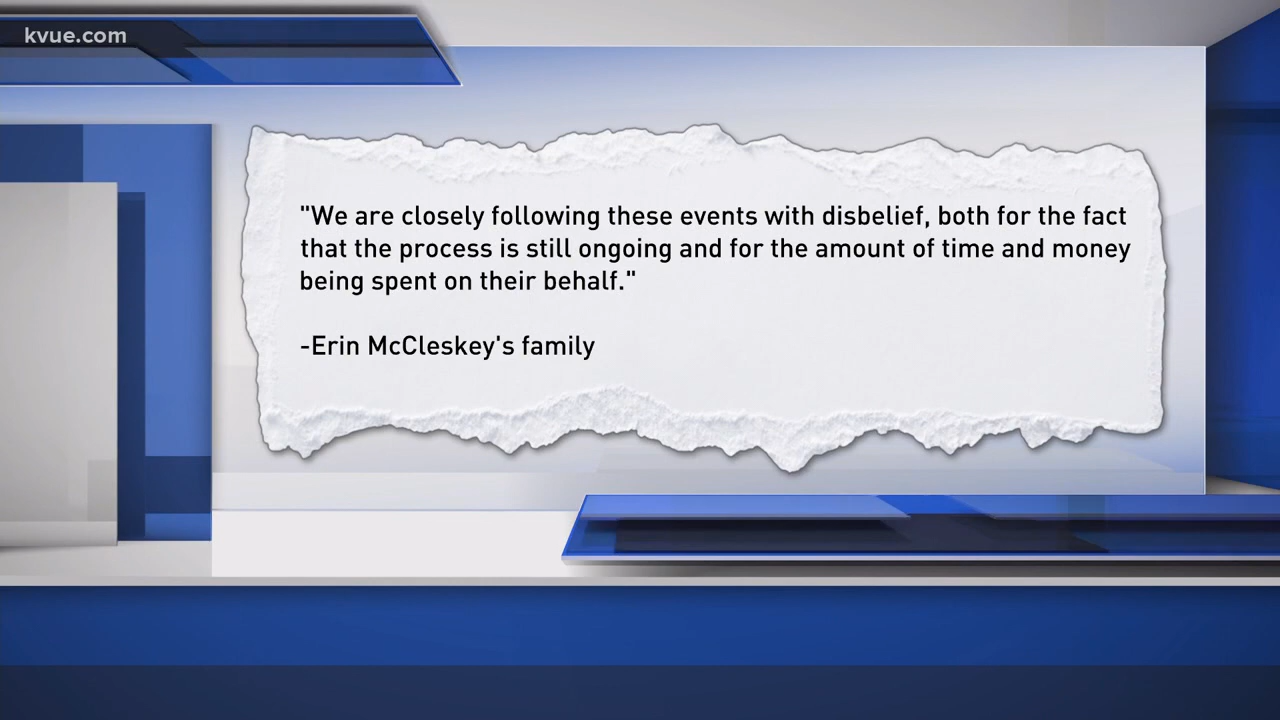 kvue.com
"We are closely following these events with disbelief, both for the fact
that the process is still ongoing and for the amount of time and money
being spent on their behalf."
-Erin McCleskey's family